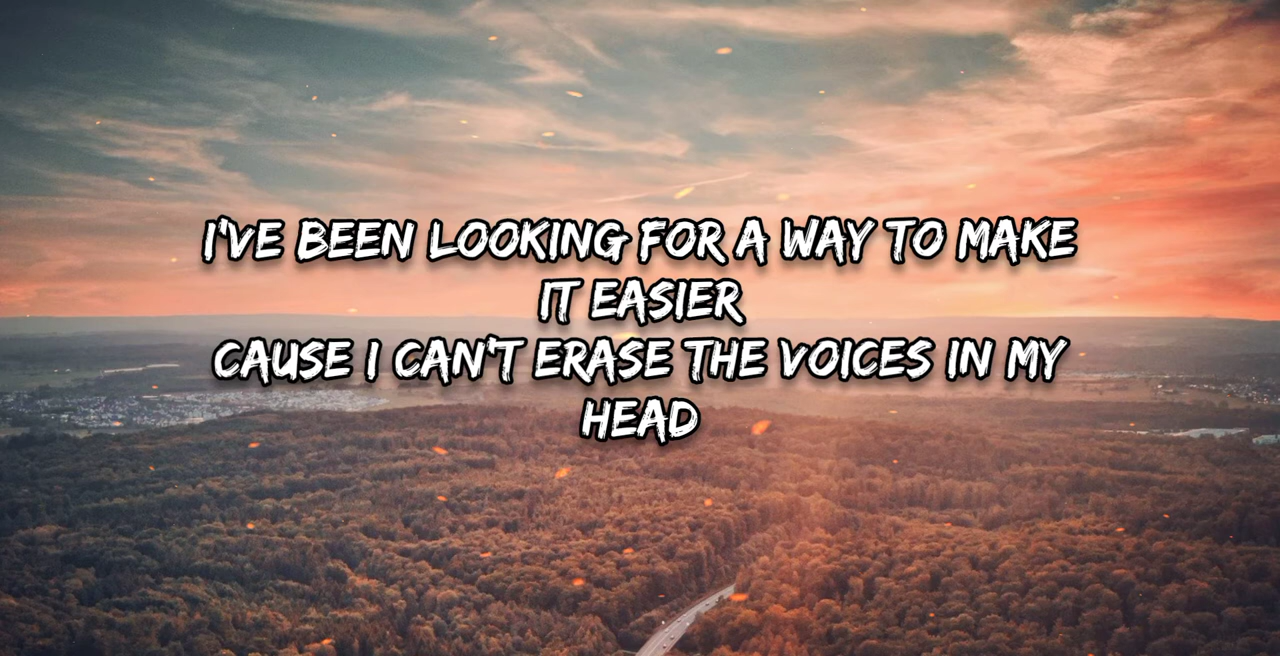 I'VE BEEN LOOKING FOR A WAY TO MAKE
IT EASIER
CAUSE I CAN'T ERASE THE VOICES IN MY
HEAD